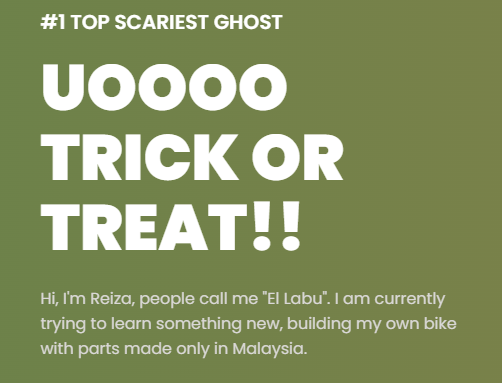 #1 TOP SCARIEST GHOST
UOOOO
TRICK OR
TREAT!!
Hi, I'm Reiza, people call me "El Labu". I am currently
trying to learn something new, building my own bike
with parts made only in Malaysia.